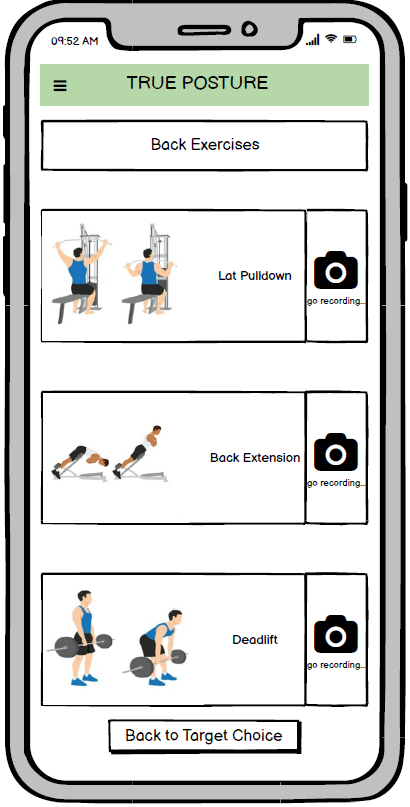 09:52 AM
TRUE POSTURE
Back Exercises
Lat Pulldown
go recording..
Back Extension
go recording..
Deadlift
go recording..
Back to Target Choice